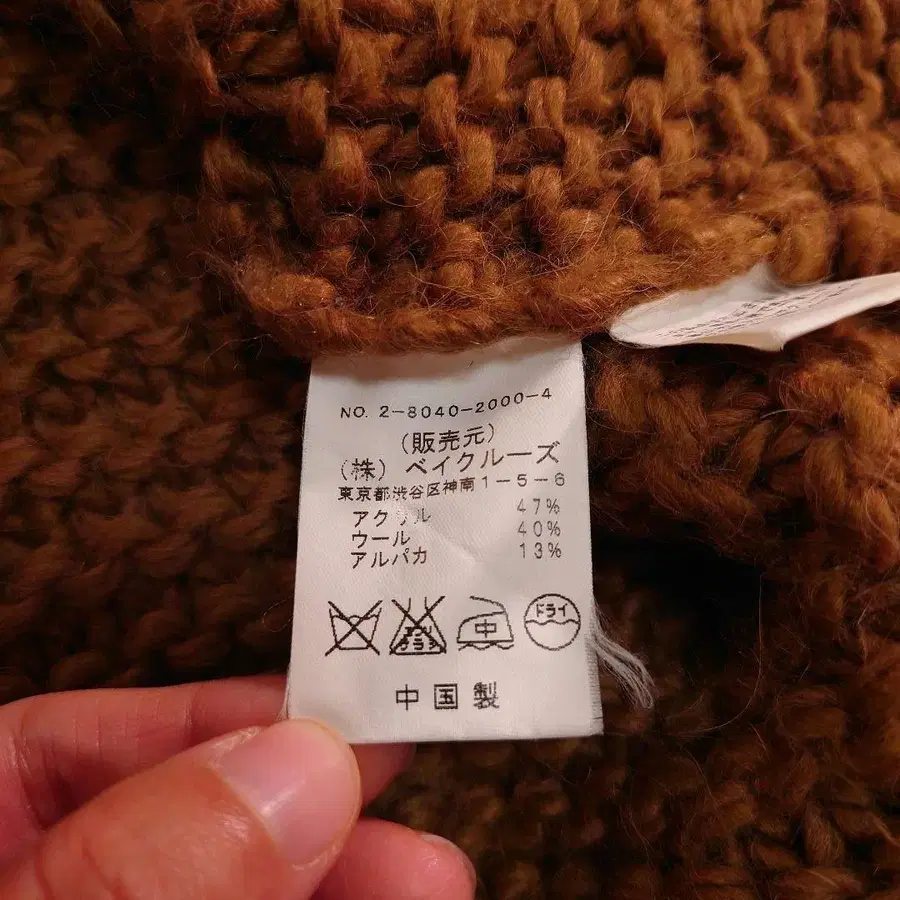 NO. 2-8040-2000-4
(販売元)
(株) ベイクルーズ
東京都渋谷区神南1-5-6
アクリル 47%
ウール 40%
アルパカ 13%
中 ドライ
中国製